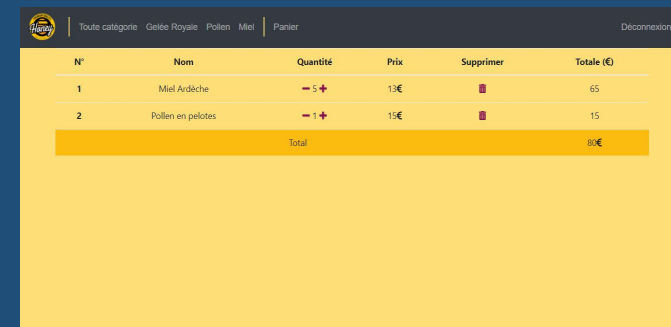 Honey
Toute catégorie Gelée Royale Pollen Miel Panier Déconnexion
N° Nom Quantité Prix Supprimer Totale (€)
1 Miel Ardèche 5 13€ 65
2 Pollen en pelotes 1 15€ 15
Total 80€